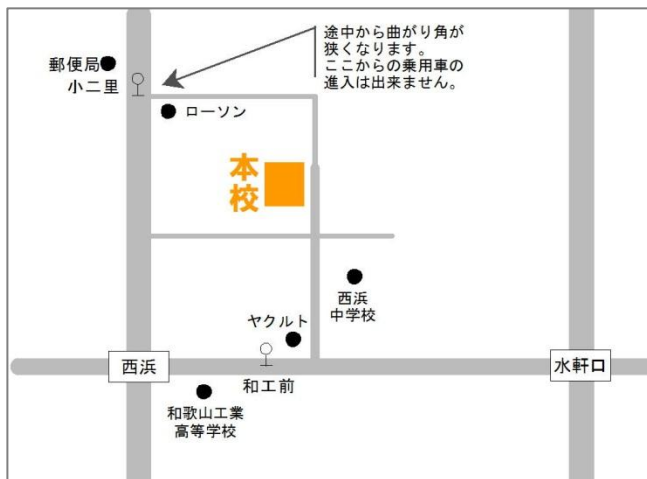 途中から曲がり角が
狭くなります。
ここからの乗用車の
進入は出来ません。
郵便局
小二里
ローソン
本校
西浜
中学校
ヤクルト
西浜
和工前
水軒口
和歌山工業
高等学校